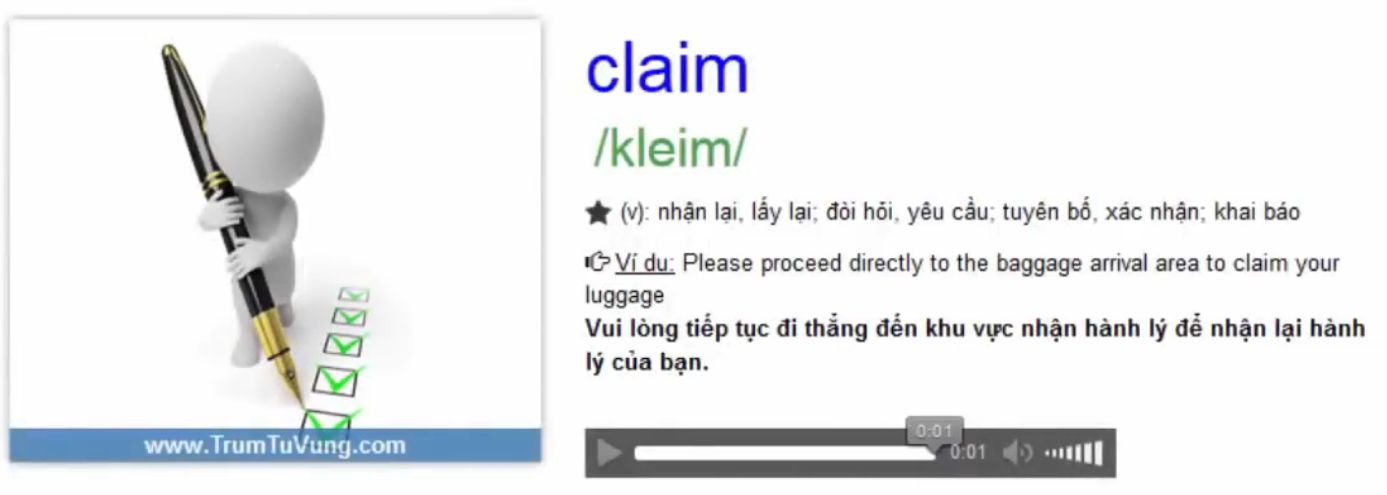 claim
/kleim/
★ (v): nhận lại, lấy lại; đòi hỏi, yêu cầu; tuyên bố, xác nhận; khai báo
Ví du: Please proceed directly to the baggage arrival area to claim your
luggage
Vui lòng tiếp tục đi thẳng đến khu vực nhận hành lý để nhận lại hành
lý của bạn.
www.TrumTuVung.com
0:01
0:01